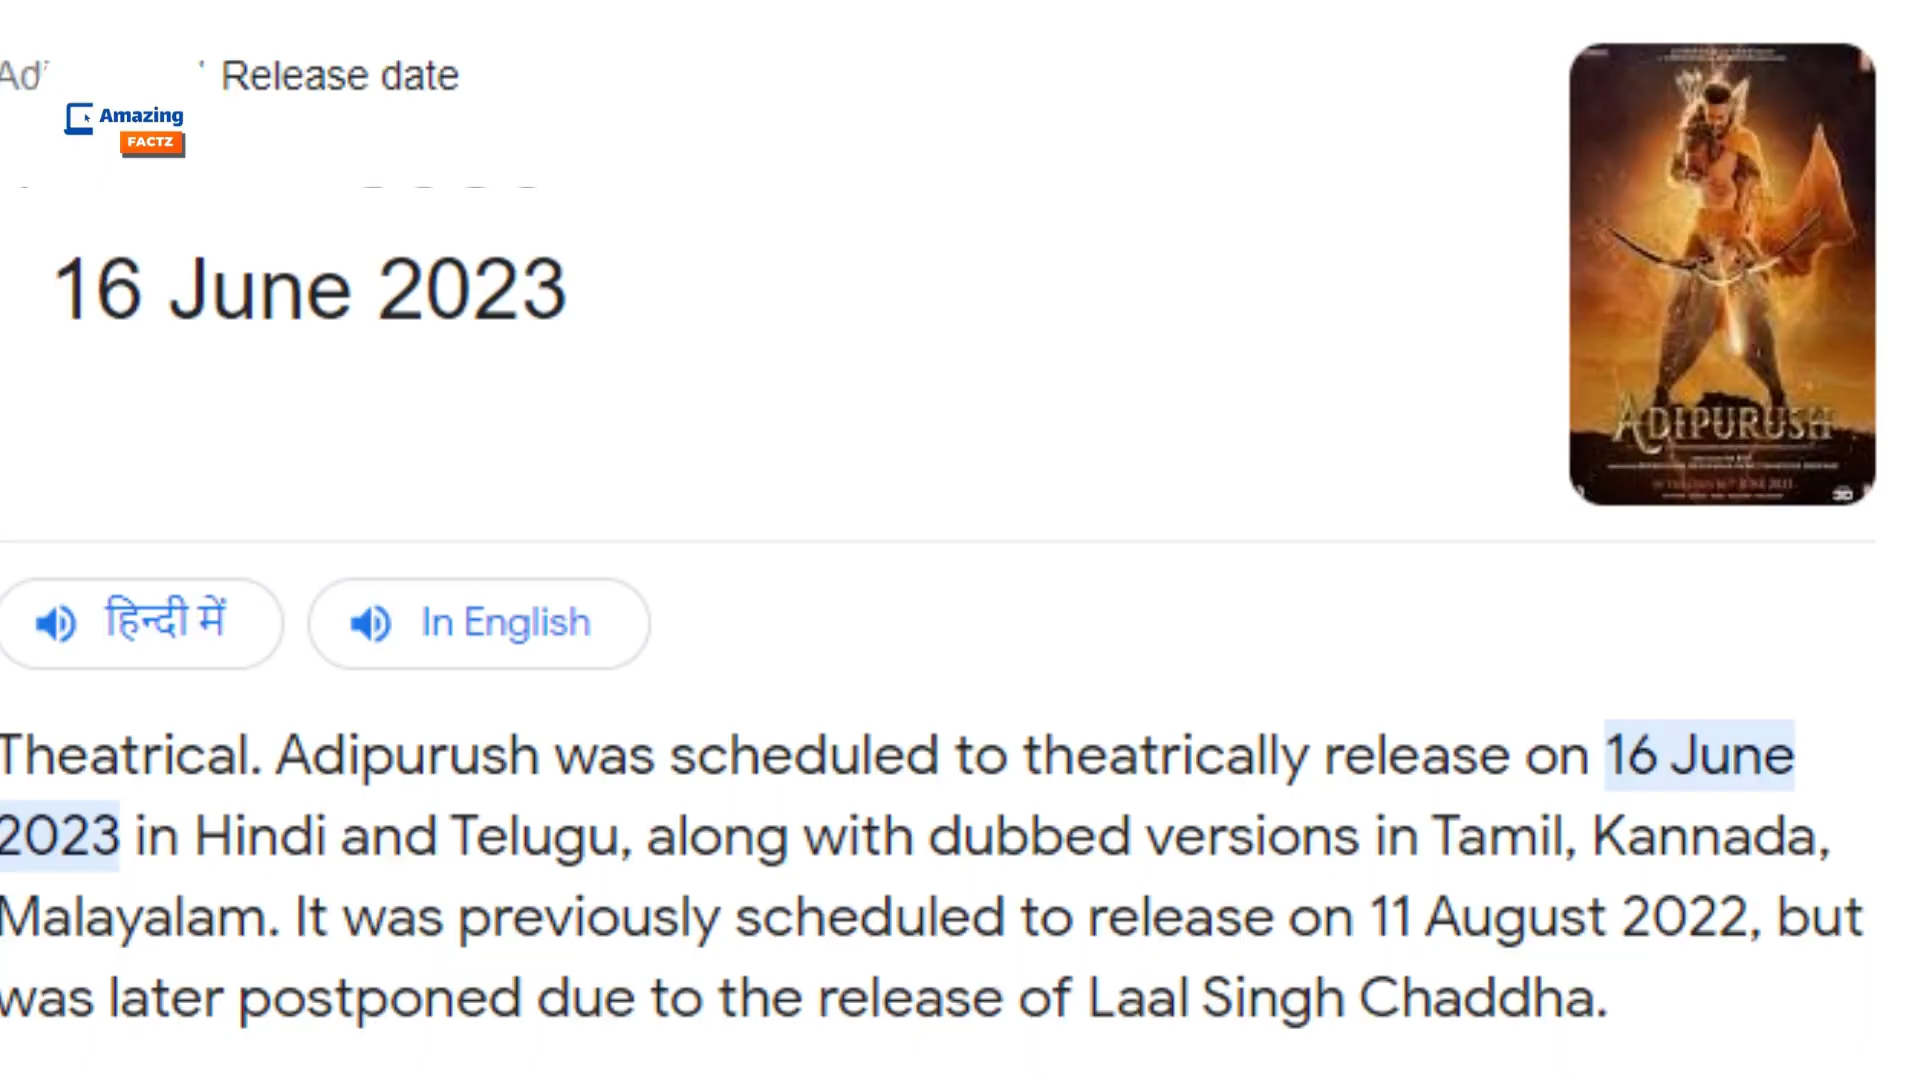 Release date
Amazing
FACTZ
16 June 2023
ADIPURUSH
3D
हिन्दी में
In English
Theatrical. Adipurush was scheduled to theatrically release on 16 June
2023 in Hindi and Telugu, along with dubbed versions in Tamil, Kannada,
Malayalam. It was previously scheduled to release on 11 August 2022, but
was later postponed due to the release of Laal Singh Chaddha.